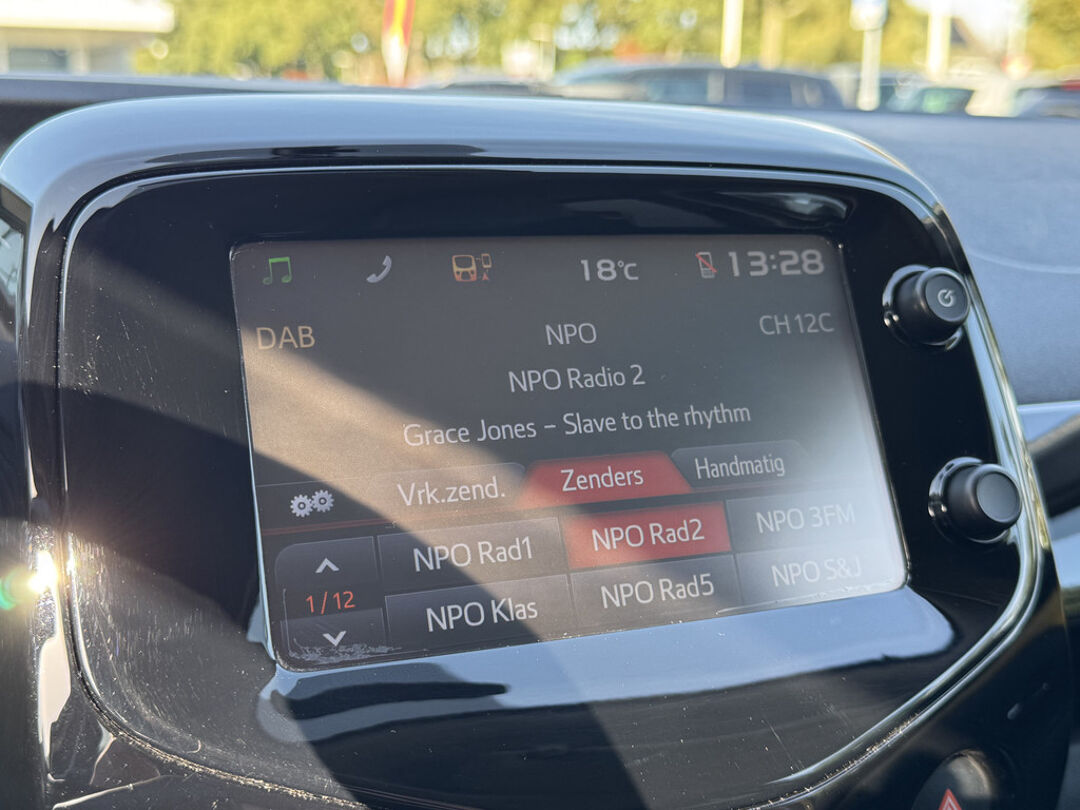 18°C 13:28
DAB NPO CH 12C
NPO Radio 2
Grace Jones – Slave to the rhythm
Vrk.zend. Zenders Handmatig
NPO Rad1 NPO Rad2 NPO 3FM
1/12
NPO Klas NPO Rad5 NPO S&J